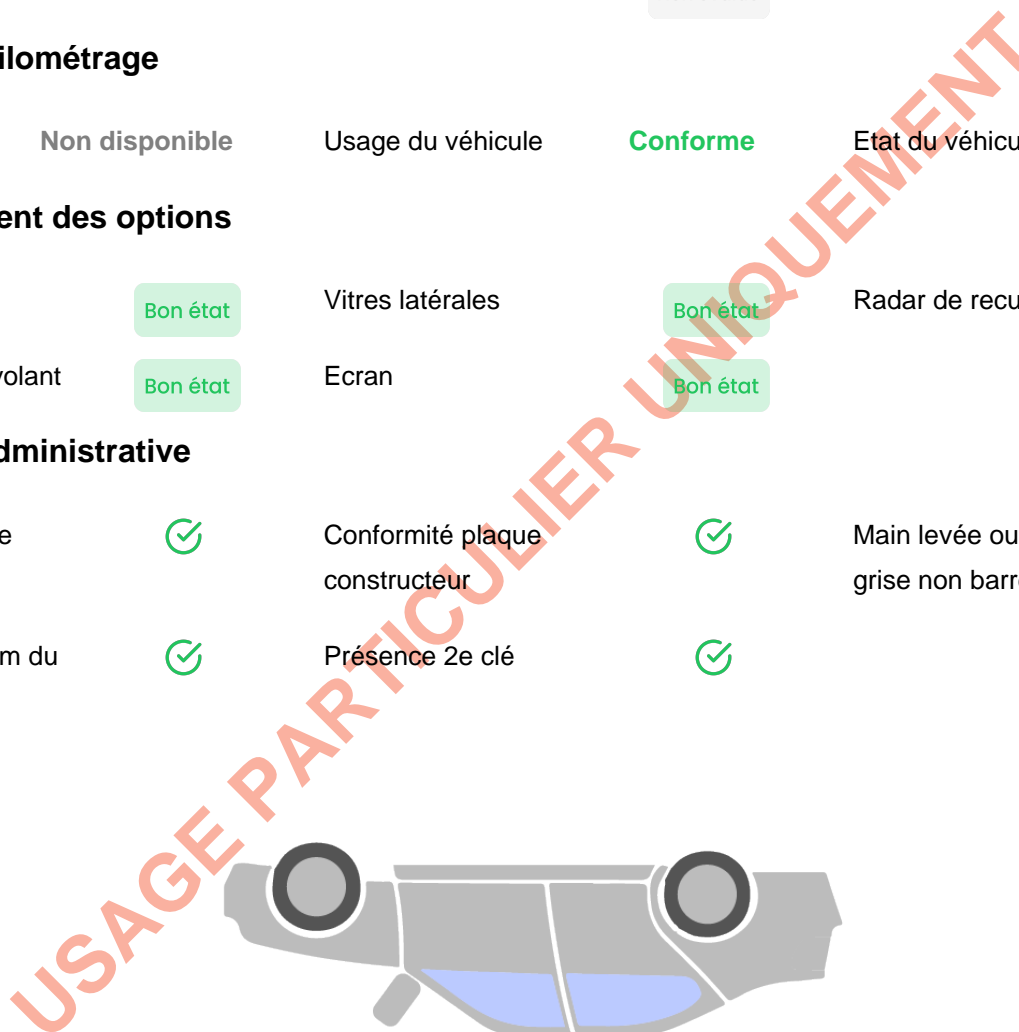 ilométrage
Non disponible Usage du véhicule Conforme Etat du véhicu
ent des options
Bon état Vitres latérales Bon état Radar de recu
volant Bon état Ecran Bon état
dministrative
e Conformité plaque Main levée ou
constructeur grise non barr
m du Présence 2e clé
USAGE PARTICULIER UNIQUEMENT